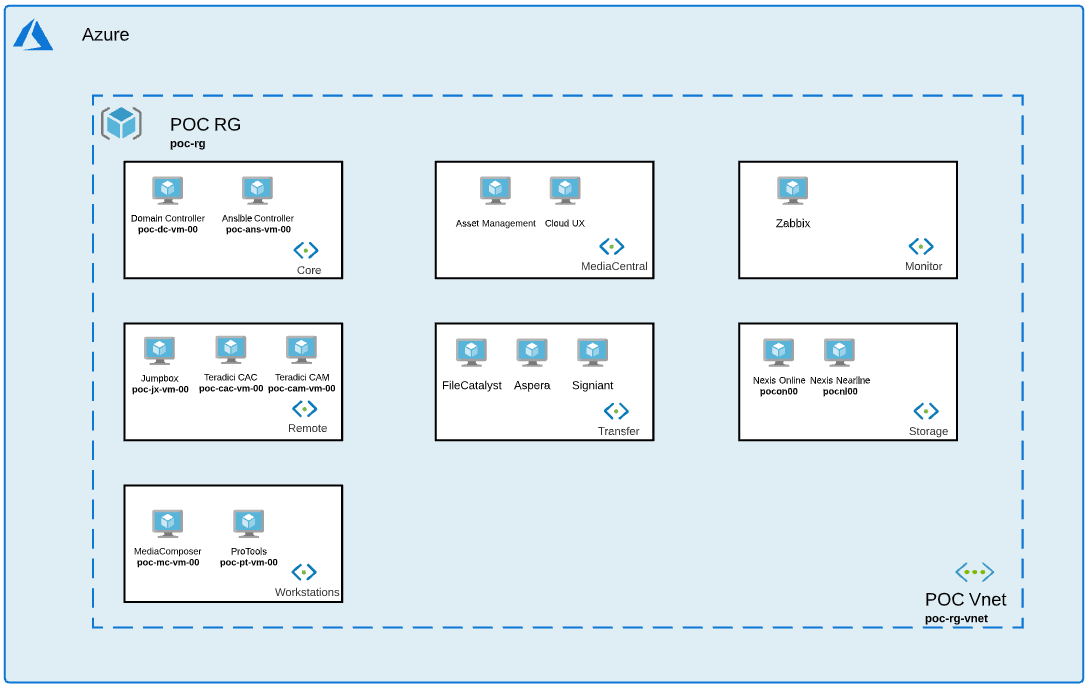 Azure
POC RG
poc-rg
Domain Controller
poc-dc-vm-00
Ansible Controller
poc-ans-vm-00
Core
Asset Management
Cloud UX
MediaCentral
Zabbix
Monitor
Jumpbox
poc-jx-vm-00
Teradici CAC
poc-cac-vm-00
Teradici CAM
poc-cam-vm-00
Remote
FileCatalyst
Aspera
Signiant
Transfer
Nexis Online
pocon00
Nexis Nearline
pocnl00
Storage
MediaComposer
poc-mc-vm-00
ProTools
poc-pt-vm-00
Workstations
POC Vnet
poc-rg-vnet